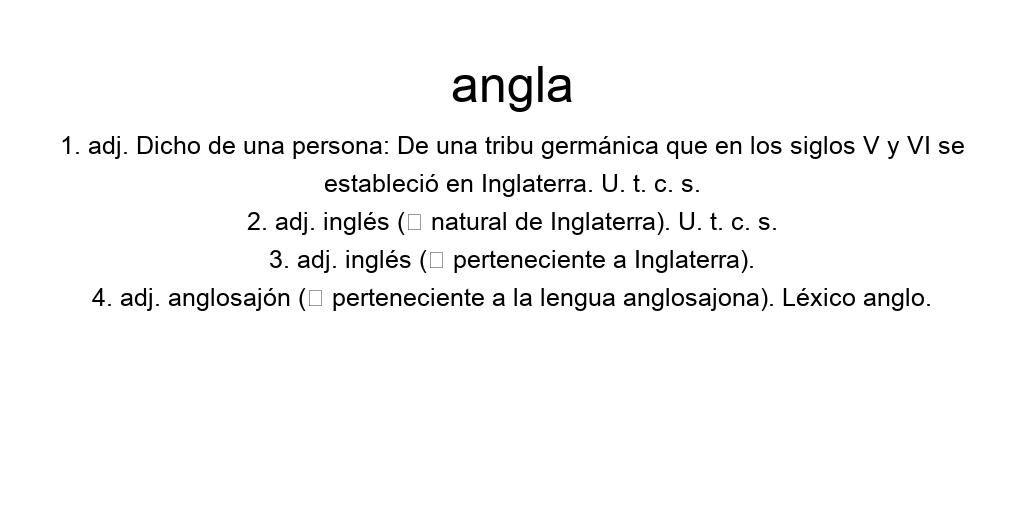 angla
1. adj. Dicho de una persona: De una tribu germánica que en los siglos V y VI se
estableció en Inglaterra. U. t. c. s.
2. adj. inglés (□ natural de Inglaterra). U. t. c. s.
3. adj. inglés (□ perteneciente a Inglaterra).
4. adj. anglosajón (□ perteneciente a la lengua anglosajona). Léxico anglo.